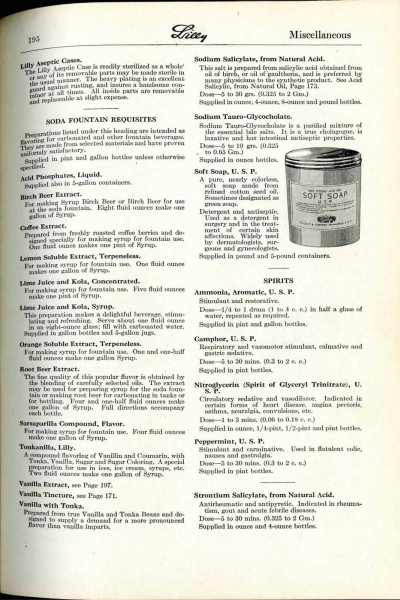 195
Lilly
Miscellaneous
Lilly Aseptic Cases.
The Lilly Aseptic Case is readily sterilized as a whole
or any of its removable parts may be made sterile in
the usual manner. The heavy plating is an excellent
guard against rusting, and insures a handsome con-
tainer at all times. All inside parts are removable
and replaceable at slight expense.
SODA FOUNTAIN REQUISITES
Preparations listed under this heading are intended as
flavoring for carbonated and other fountain beverages.
They are made from selected materials and have proven
uniformly satisfactory.
Supplied in pint and gallon bottles unless otherwise
specified.
Acid Phosphates, Liquid.
Supplied also in 5-gallon containers.
Birch Beer Extract.
For making Syrup Birch Beer or Birch Beer for use
at the soda fountain. Eight fluid ounces make one
gallon of Syrup.
Coffee Extract.
Prepared from freshly roasted coffee berries and de-
signed specially for making syrup for fountain use.
One fluid ounce makes one pint of Syrup.
Lemon Soluble Extract, Terpeneless.
For making syrup for fountain use. One fluid ounce
makes one gallon of Syrup.
Lime Juice and Kola, Concentrated.
For making syrup for fountain use. Five fluid ounces
make one pint of Syrup.
Lime Juice and Kola, Syrup.
This preparation makes a delightful beverage, stimu-
lating and refreshing. Serve about one fluid ounce
in an eight-ounce glass; fill with carbonated water.
Supplied in gallon bottles and 5-gallon jugs.
Orange Soluble Extract, Terpeneless.
For making syrup for fountain use. One and one-half
fluid ounces make one gallon Syrup.
Root Beer Extract.
The fine quality of this popular flavor is obtained by
the blending of carefully selected oils. The extract
may be used for preparing syrup for the soda foun-
tain or making root beer for carbonating in tanks or
for bottling. Four and one-half fluid ounces make
one gallon of Syrup. Full directions accompany
each bottle.
Sarsaparilla Compound, Flavor.
For making syrup for fountain use. Four fluid ounces
make one gallon of Syrup.
Tonkanilla, Lilly.
A compound flavoring of Vanillin and Coumarin, with
Tonka, Vanilla, Sugar and Sugar Coloring. A special
preparation for use in ices, ice cream, syrups, etc.
Two fluid ounces make one gallon of Syrup.
Vanilla Extract, see Page 197.
Vanilla Tincture, see Page 171.
Vanilla with Tonka.
Prepared from true Vanilla and Tonka Beans and de-
signed to supply a demand for a more pronounced
flavor than vanilla imparts.
Sodium Salicylate, from Natural Acid.
This salt is prepared from salicylic acid obtained from
oil of birch, or oil of gaultheria, and is preferred by
many physicians to the synthetic product. See Acid
Salicylic, from Natural Oil, Page 173.
Dose—5 to 30 grs. (0.325 to 2 Gm.)
Supplied in ounce, 4-ounce, 8-ounce and pound bottles.
Sodium Tauro-Glycocholate.
Sodium Tauro-Glycocholate is a purified mixture of
the essential bile salts. It is a true cholagogue, is
laxative and has intestinal antiseptic properties.
Dose—5 to 10 grs. (0.325
to 0.65 Gm.)
Supplied in ounce bottles.
Soft Soap, U. S. P.
A pure, nearly colorless,
soft soap made from
refined cotton seed oil.
Sometimes designated as
green soap.
Detergent and antiseptic.
Used as a detergent in
surgery and in the treat-
ment of certain skin
affections. Widely used
by dermatologists, sur-
geons and gynecologists.
Supplied in pound and 5-pound containers.
SOFT SOAP
U.S.P.
SPIRITS
Ammonia, Aromatic, U. S. P.
Stimulant and restorative.
Dose—1/4 to 1 dram (1 to 4 c. c.) in half a glass of
water, repeated as required.
Supplied in pint and gallon bottles.
Camphor, U. S. P.
Respiratory and vasomotor stimulant, calmative and
gastric sedative.
Dose—5 to 30 mins. (0.3 to 2 c. c.)
Supplied in pint bottles.
Nitroglycerin (Spirit of Glyceryl Trinitrate), U.
S. P.
Circulatory sedative and vasodilator. Indicated in
certain forms of heart disease, angina pectoris,
asthma, neuralgia, convulsions, etc.
Dose—1 to 3 mins. (0.06 to 0.18 c. c.)
Supplied in ounce, 1/4-pint, 1/2-pint and pint bottles.
Peppermint, U. S. P.
Stimulant and carminative. Used in flatulent colic,
nausea and gastralgia.
Dose—5 to 30 mins. (0.3 to 2 c. c.)
Supplied in pint bottles.
Strontium Salicylate, from Natural Acid.
Antirheumatic and antipyretic. Indicated in rheuma-
tism, gout and acute febrile diseases.
Dose—5 to 30 mins. (0.325 to 2 Gm.)
Supplied in ounce and 4-ounce bottles.